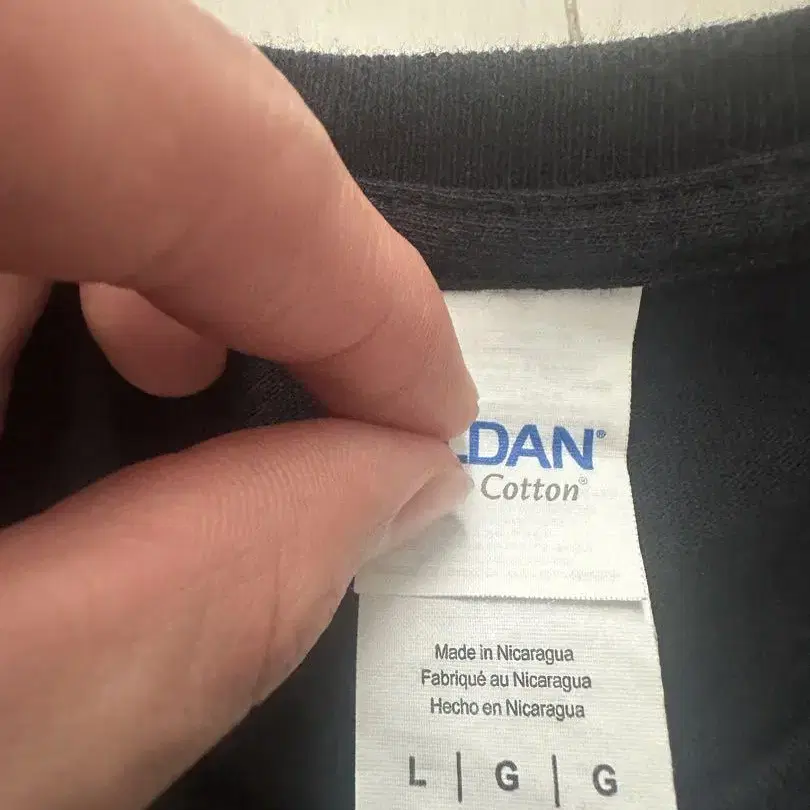 LDAN®
Cotton®
Made in Nicaragua
Fabriqué au Nicaragua
Hecho en Nicaragua
L | G | G